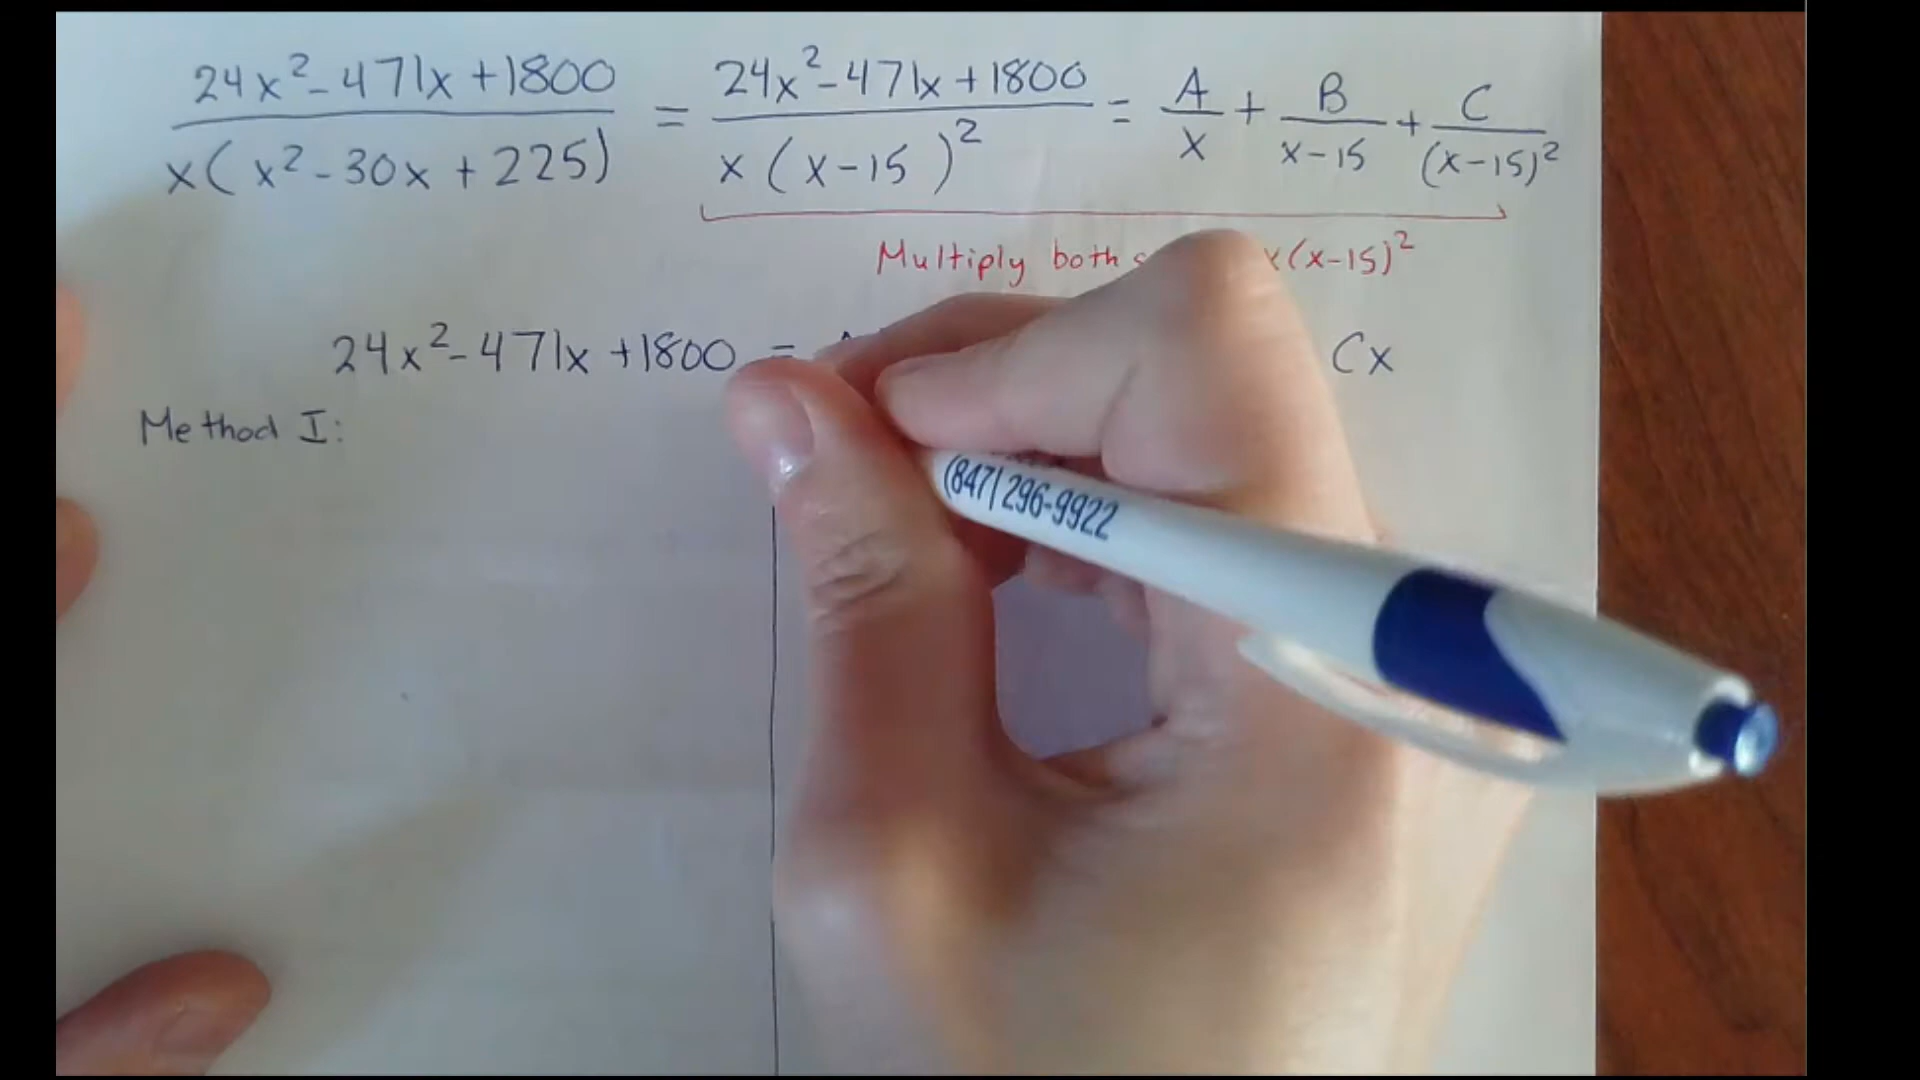 24x²-471x+1800 / x(x²-30x+225) = 24x²-471x+1800 / x(x-15)² = A/x + B/x-15 + C/(x-15)²
Multiply both x(x-15)²
24x²-471x+1800 = Cx
Method I:
(847) 296-9922